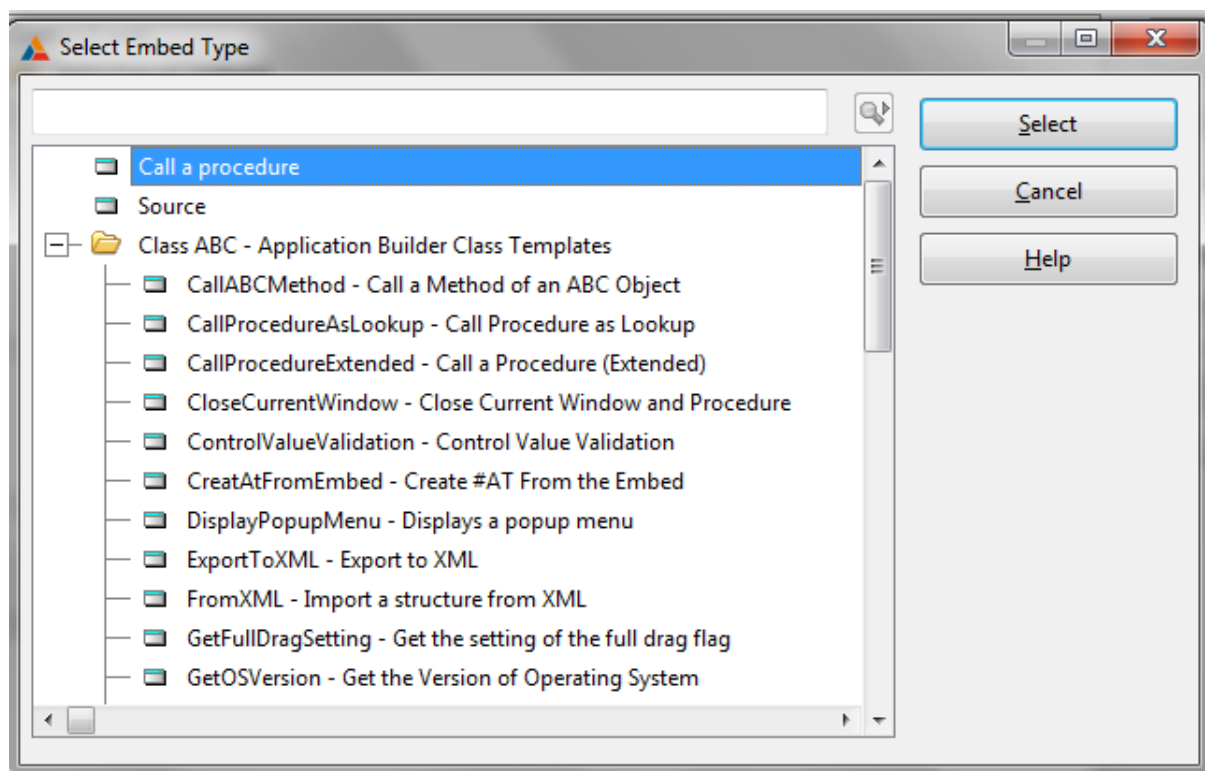 Select Embed Type
Select
Call a procedure
Cancel
Source
Class ABC - Application Builder Class Templates
Help
CallABCMethod - Call a Method of an ABC Object
CallProcedureAsLookup - Call Procedure as Lookup
CallProcedureExtended - Call a Procedure (Extended)
CloseCurrentWindow - Close Current Window and Procedure
ControlValueValidation - Control Value Validation
CreatAtFromEmbed - Create #AT From the Embed
DisplayPopupMenu - Displays a popup menu
ExportToXML - Export to XML
FromXML - Import a structure from XML
GetFullDragSetting - Get the setting of the full drag flag
GetOSVersion - Get the Version of Operating System